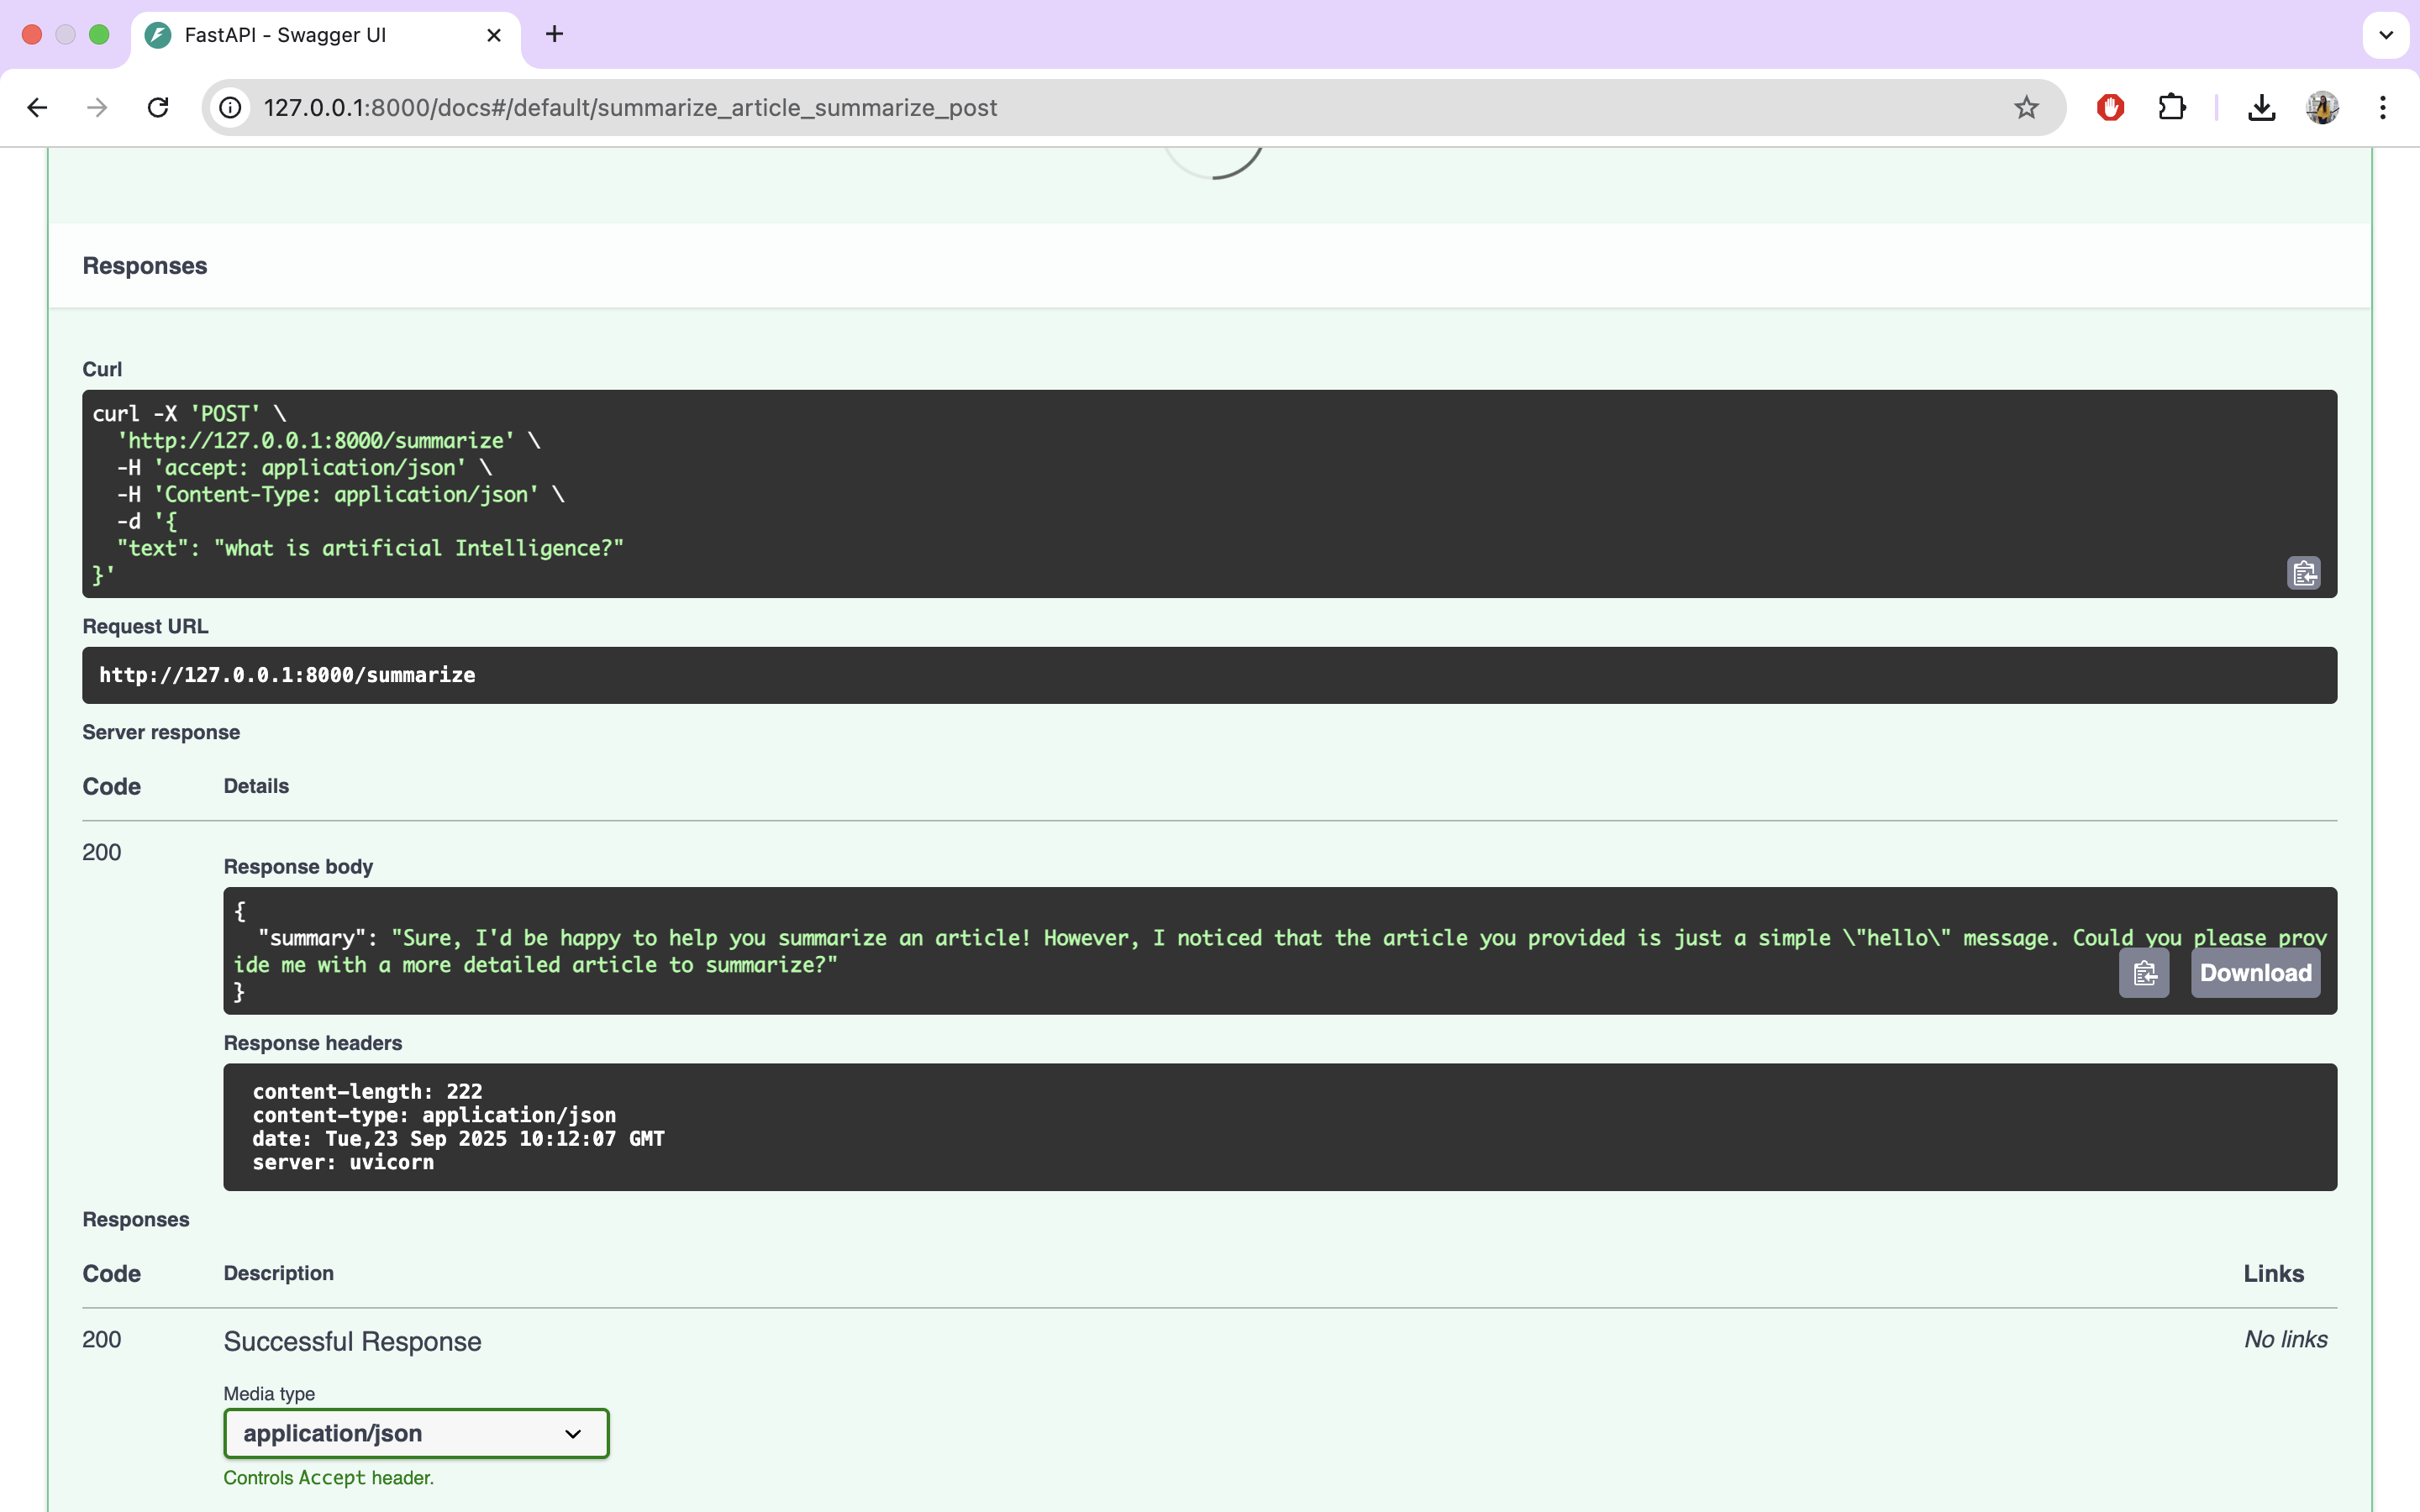 FastAPI - Swagger UI
127.0.0.1:8000/docs#/default/summarize_article_summarize_post
Responses
Curl
curl -X 'POST' \
  'http://127.0.0.1:8000/summarize' \
  -H 'accept: application/json' \
  -H 'Content-Type: application/json' \
  -d '{
  "text": "what is artificial Intelligence?"
}'
Request URL
http://127.0.0.1:8000/summarize
Server response
Code Details
200
Response body
{
  "summary": "Sure, I'd be happy to help you summarize an article! However, I noticed that the article you provided is just a simple \"hello\" message. Could you please prov
ide me with a more detailed article to summarize?"
}
Download
Response headers
content-length: 222
content-type: application/json
date: Tue,23 Sep 2025 10:12:07 GMT
server: uvicorn
Responses
Code Description Links
200 Successful Response No links
Media type
application/json
Controls Accept header.